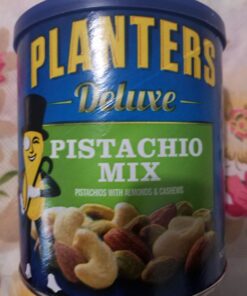 PLANTERS
Deluxe
PISTACHIO
MIX
PISTACHIOS WITH ALMONDS & CASHEWS